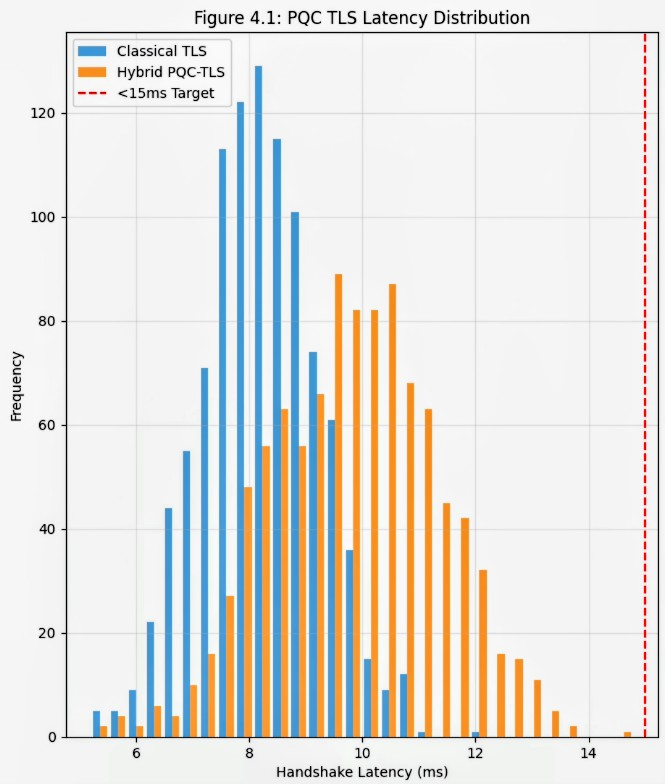 Figure 4.1: PQC TLS Latency Distribution
Classical TLS
Hybrid PQC-TLS
<15ms Target
120
100
80
60
40
20
0
Frequency
6 8 10 12 14
Handshake Latency (ms)